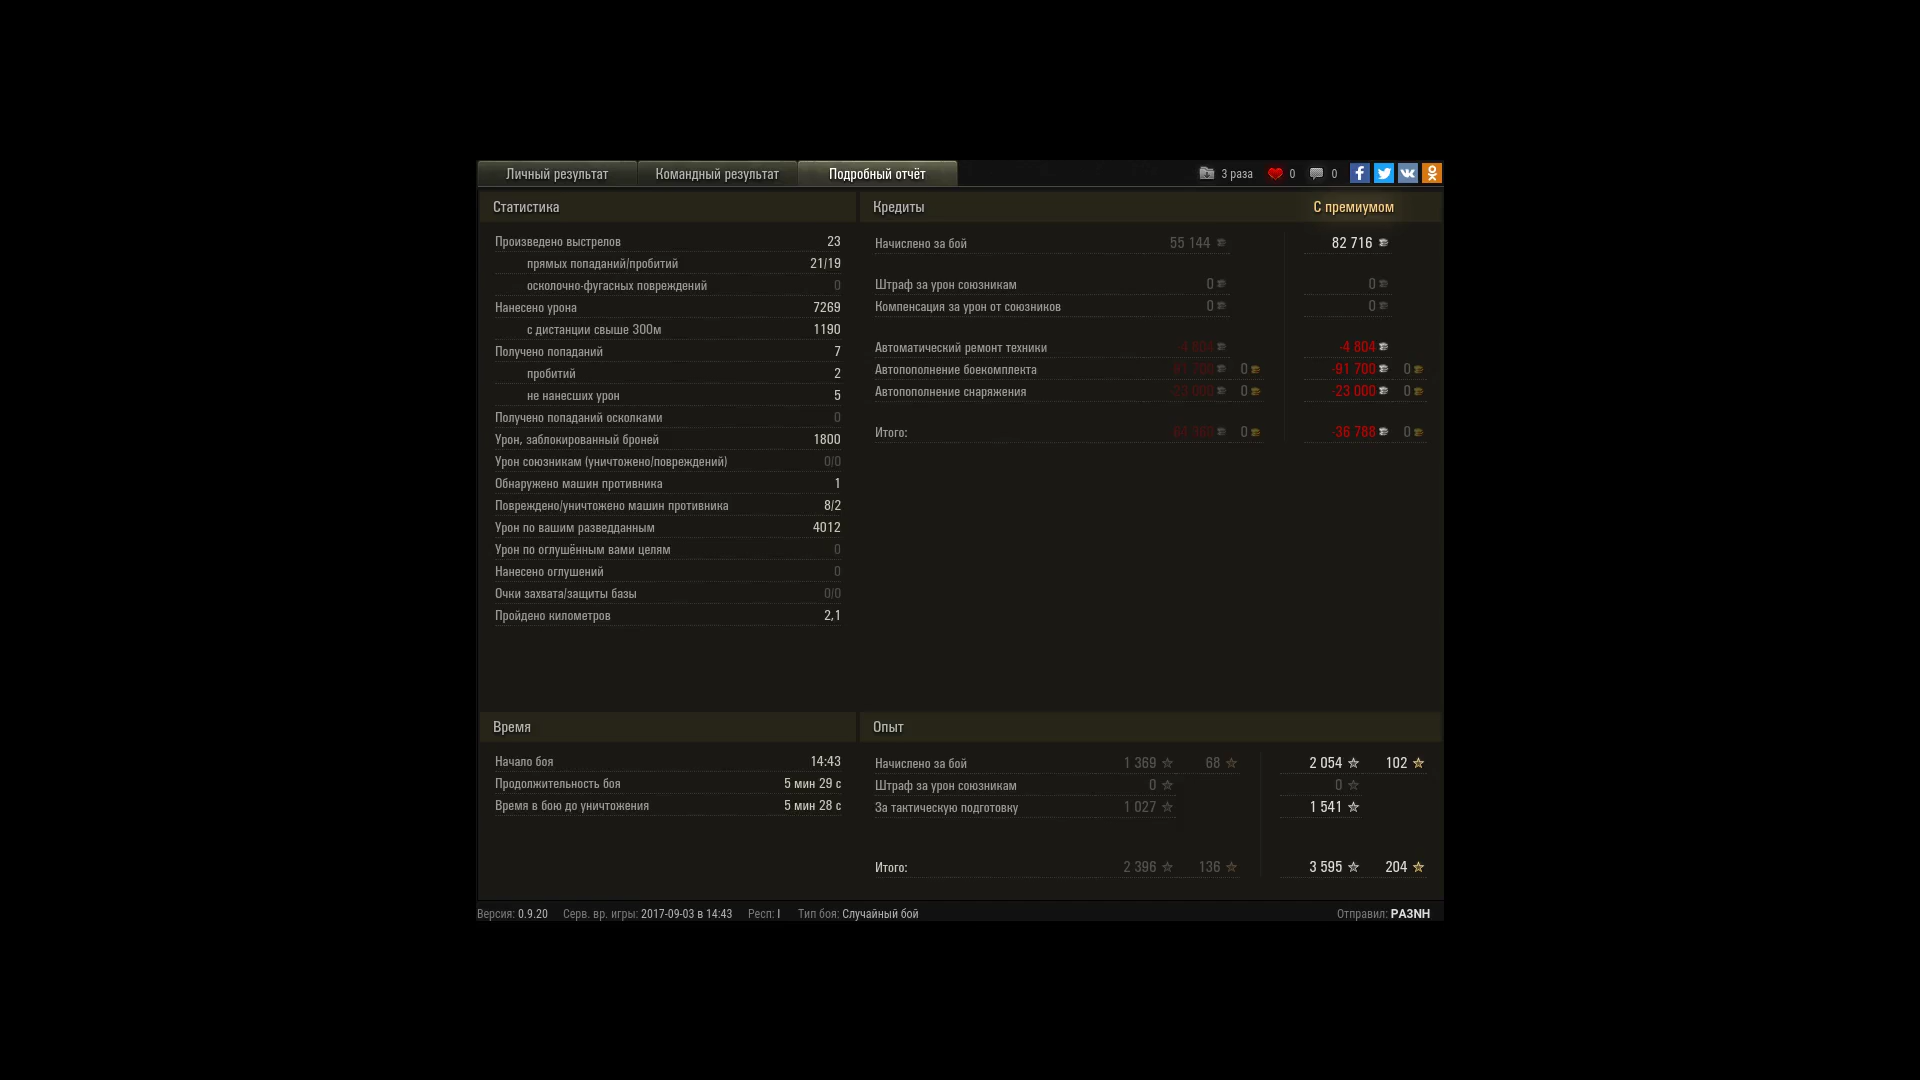 Личный результат Командный результат Подробный отчёт 3 раза 0 0
Статистика
Произведено выстрелов 23
прямых попаданий/пробитий 21/19
осколочно-фугасных повреждений 0
Нанесено урона 7269
с дистанции свыше 300м 1190
Получено попаданий 7
пробитий 2
не нанесших урон 5
Получено попаданий осколками 0
Урон, заблокированный броней 1800
Урон союзникам (уничтожено/повреждений) 0/0
Обнаружено машин противника 1
Повреждено/уничтожено машин противника 8/2
Урон по вашим разведданным 4012
Урон по оглушённым вами целям 0
Нанесено оглушений 0
Очки захвата/защиты базы 0/0
Пройдено километров 2,1
Кредиты С премиумом
Начислено за бой 55 144 82 716
Штраф за урон союзникам 0 0
Компенсация за урон от союзников 0 0
Автоматический ремонт техники -4 804 -4 804
Автопополнение боекомплекта -91 700 0 -91 700 0
Автопополнение снаряжения -23 000 0 -23 000 0
Итого: 0 -36 788 0
Время
Начало боя 14:43
Продолжительность боя 5 мин 29 с
Время в бою до уничтожения 5 мин 28 с
Опыт
Начислено за бой 1 369 68 2 054 102
Штраф за урон союзникам 0 0
За тактическую подготовку 1 027 1 541
Итого: 2 396 136 3 595 204
Версия: 0.9.20 Серв. вр. игры: 2017-09-03 в 14:43 Респ: I Тип боя: Случайный бой Отправил: PA3NH